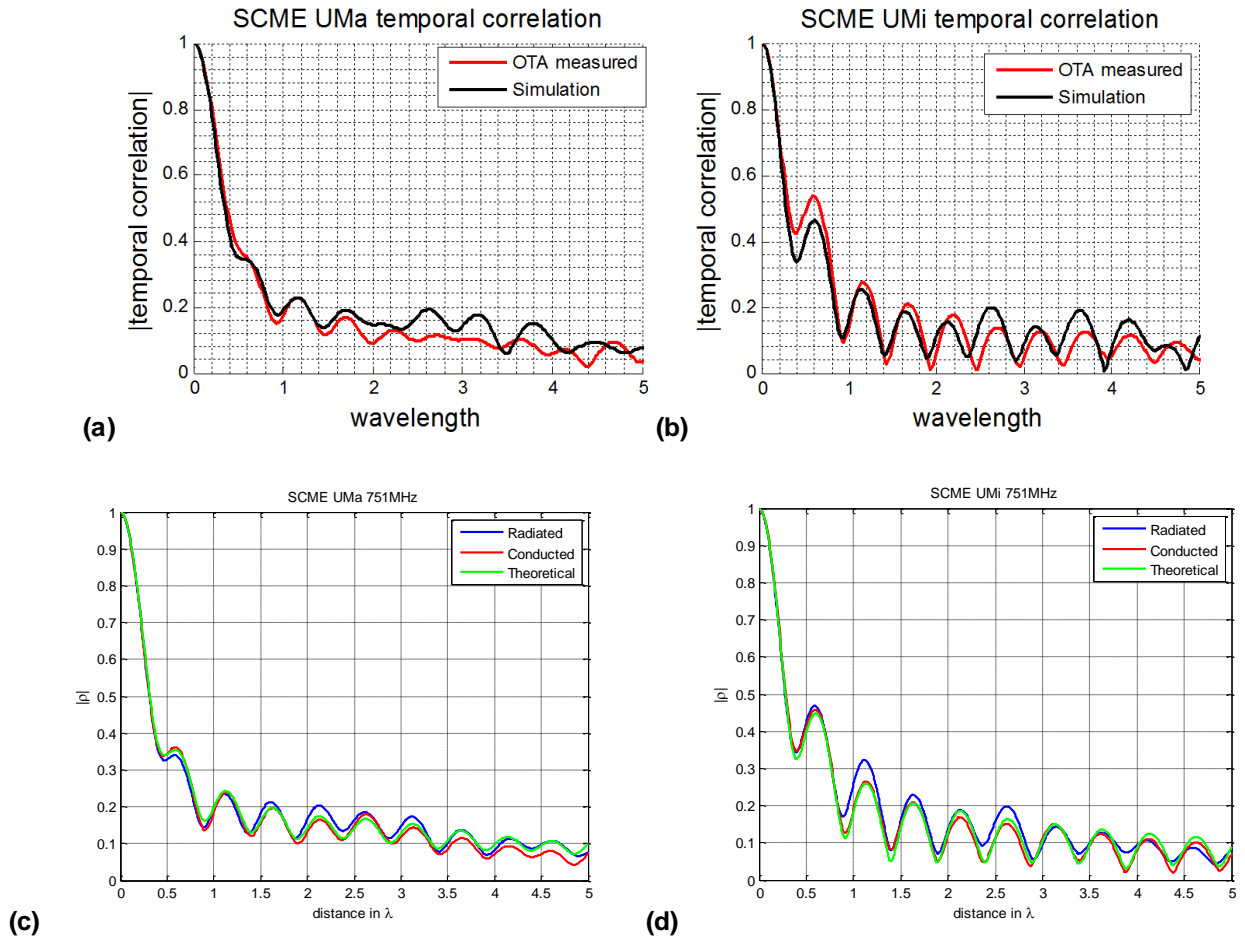 SCME UMa temporal correlation
|temporal correlation|
1
0.8
0.6
0.4
0.2
0
OTA measured
Simulation
0 1 2 3 4 5
wavelength
(a)
SCME UMi temporal correlation
|temporal correlation|
1
0.8
0.6
0.4
0.2
0
OTA measured
Simulation
0 1 2 3 4 5
wavelength
(b)
SCME UMa 751MHz
|ρ|
1
0.9
0.8
0.7
0.6
0.5
0.4
0.3
0.2
0.1
0
Radiated
Conducted
Theoretical
0 0.5 1 1.5 2 2.5 3 3.5 4 4.5 5
distance in λ
(c)
SCME UMi 751MHz
|ρ|
1
0.9
0.8
0.7
0.6
0.5
0.4
0.3
0.2
0.1
0
Radiated
Conducted
Theoretical
0 0.5 1 1.5 2 2.5 3 3.5 4 4.5 5
distance in λ
(d)